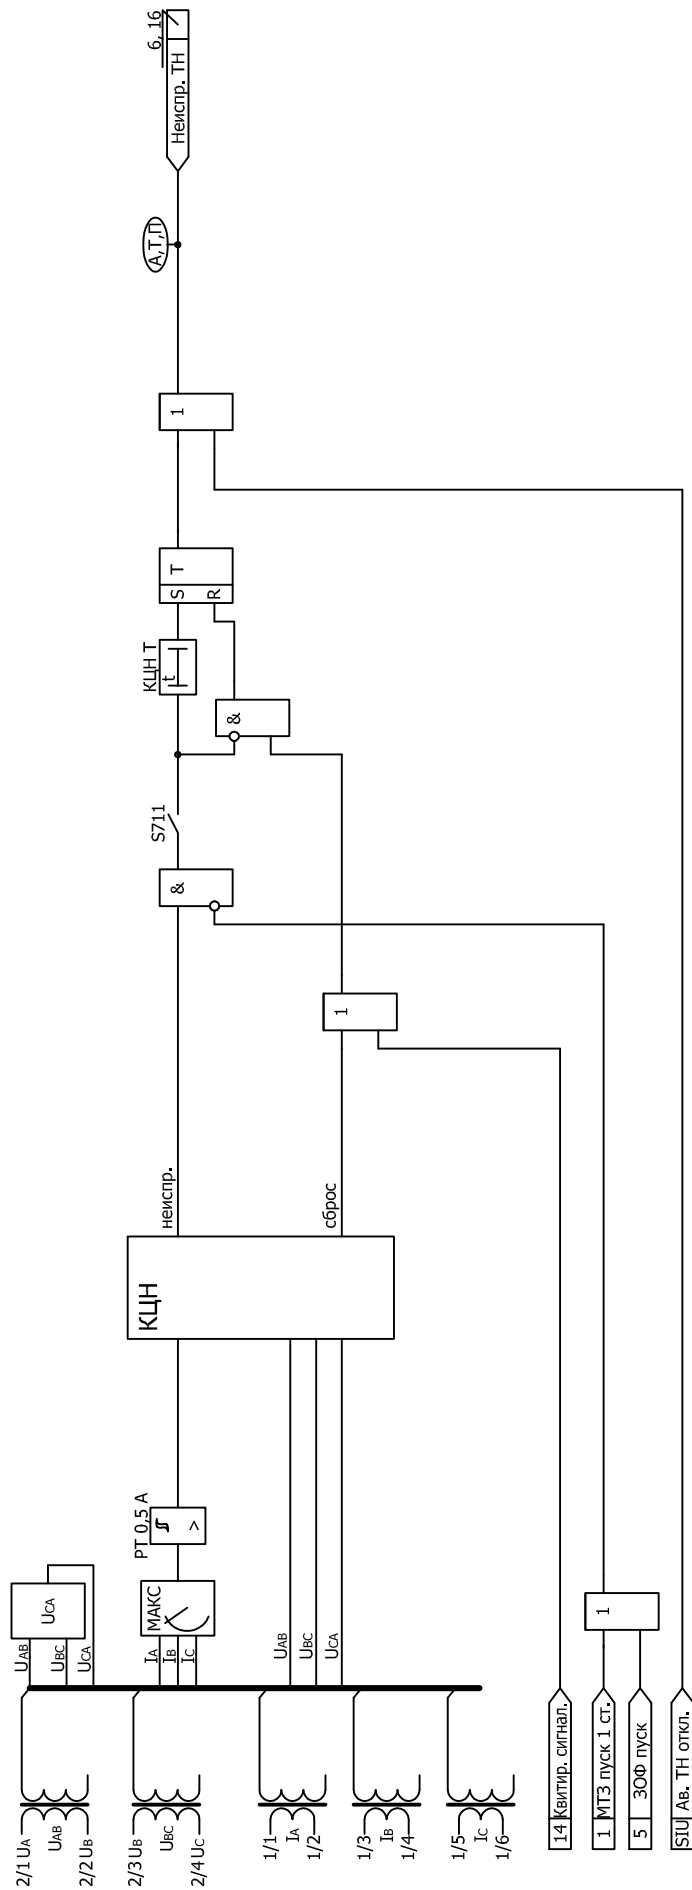 2/1 UA
UAB
2/2 UB
2/3 UB
UBC
2/4 UC
1/1
IA
1/2
1/3
IB
1/4
1/5
IC
1/6
UAB
UBC
UCA
UCA
IA
IB
IC
МАКС
РТ 0,5 А
>
UAB
UBC
UCA
КЦН
неиспр.
сброс
14 Квитир. сигнал.
1 МТЗ пуск 1 ст.
5 ЗОФ пуск
SIU Ав. ТН откл.
1
1
&
S711
&
КЦН Т
t
S T
R
1
А,Т,П
Неиспр. ТН
6, 16